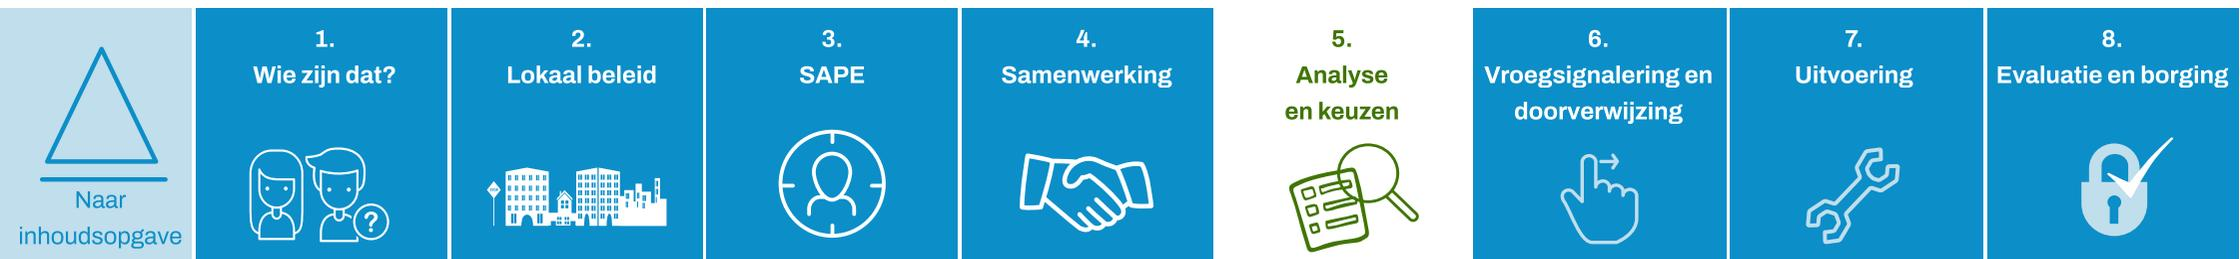 Naar
inhoudsopgave
1.
Wie zijn dat?
?
2.
Lokaal beleid
3.
SAPE
4.
Samenwerking
5.
Analyse
en keuzen
6.
Vroegsignalering en
doorverwijzing
7.
Uitvoering
8.
Evaluatie en borging